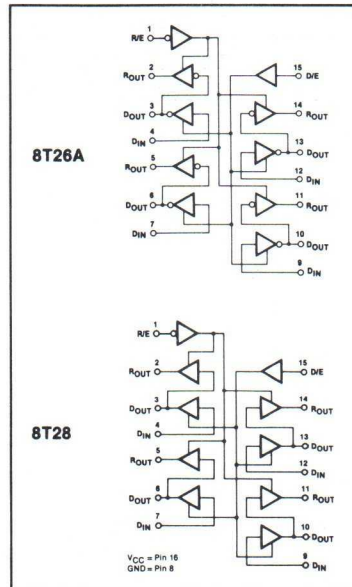 8T26A
1
R/E
2
ROUT
3
DOUT
4
DIN
5
ROUT
6
DOUT
7
DIN
15
D/E
14
ROUT
13
DOUT
12
DIN
11
ROUT
10
DOUT
9
DIN
8T28
1
R/E
2
ROUT
3
DOUT
4
DIN
5
ROUT
6
DOUT
7
DIN
15
D/E
14
ROUT
13
DOUT
12
DIN
11
ROUT
10
DOUT
9
DIN
VCC = Pin 16
GND = Pin 8